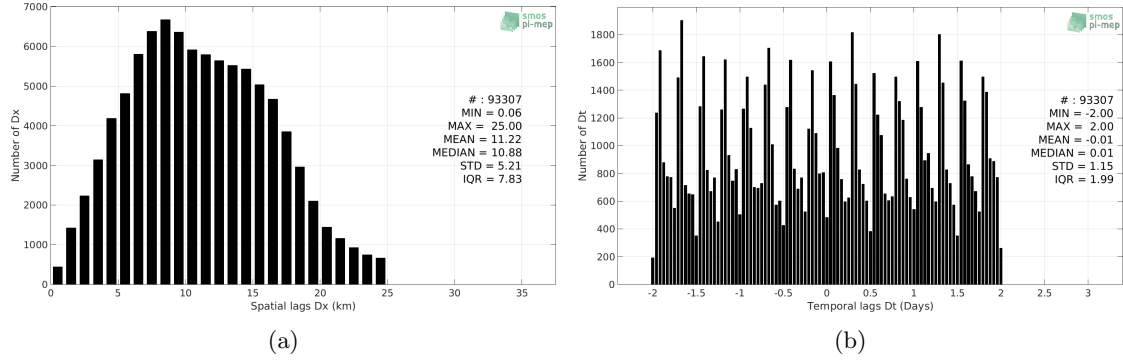 7000
6000
5000
4000
3000
2000
1000
0
Number of Dx
0 5 10 15 20 25 30 35
Spatial lags Dx (km)
smos
pi-mep
# : 93307
MIN = 0.06
MAX = 25.00
MEAN = 11.22
MEDIAN = 10.88
STD = 5.21
IQR = 7.83
(a)
1800
1600
1400
1200
1000
800
600
400
200
0
Number of Dt
-2 -1.5 -1 -0.5 0 0.5 1 1.5 2 2.5 3
Temporal lags Dt (Days)
smos
pi-mep
# : 93307
MIN = -2.00
MAX = 2.00
MEAN = -0.01
MEDIAN = 0.01
STD = 1.15
IQR = 1.99
(b)